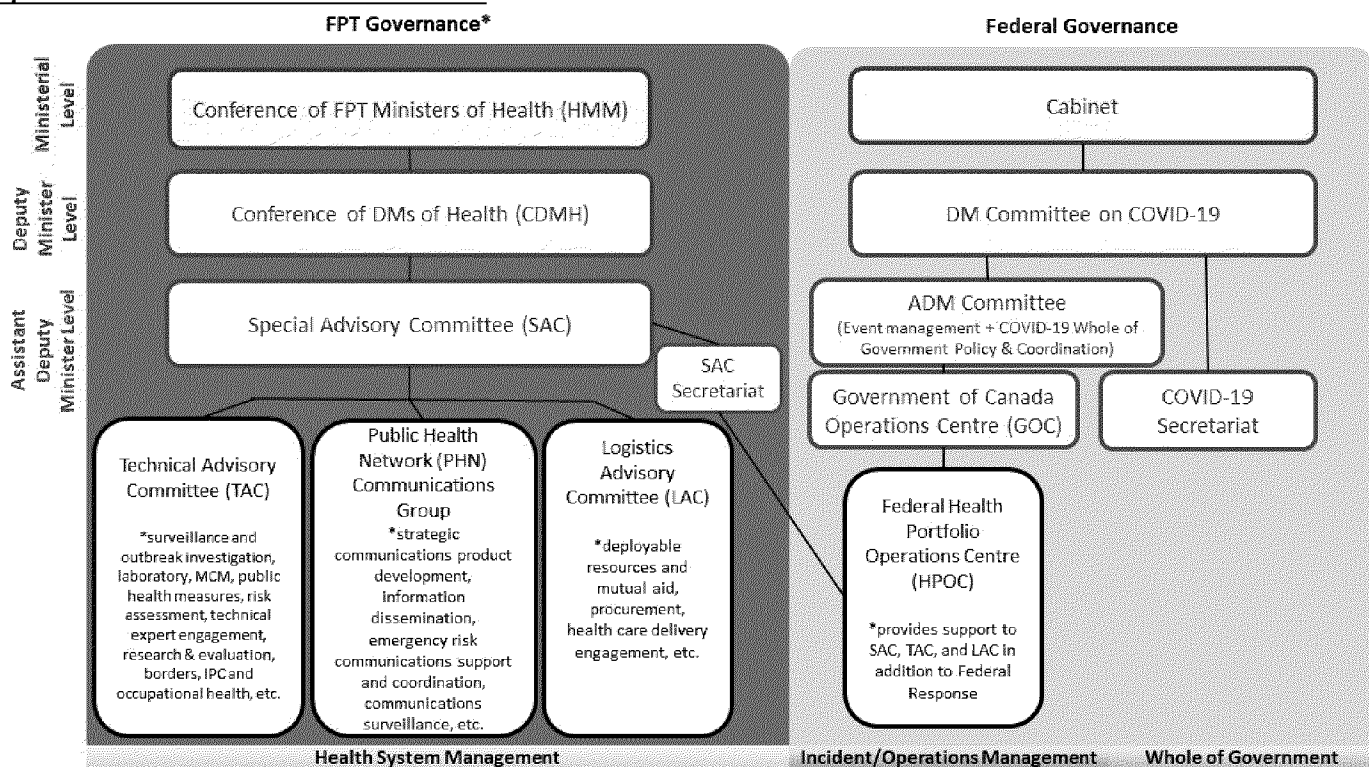 FPT Governance*
Federal Governance
Ministerial
Level
Deputy
Minister
Level
Assistant
Deputy
Minister Level
Conference of FPT Ministers of Health (HMM)
Conference of DMs of Health (CDMH)
Special Advisory Committee (SAC)
SAC
Secretariat
Technical Advisory
Committee (TAC)
*surveillance and
outbreak investigation,
laboratory, MCM, public
health measures, risk
assessment, technical
expert engagement,
research & evaluation,
borders, IPC and
occupational health, etc.
Public Health
Network (PHN)
Communications
Group
*strategic
communications product
development,
information
dissemination,
emergency risk
communications support
and coordination,
communications
surveillance, etc.
Logistics
Advisory
Committee (LAC)
*deployable
resources and
mutual aid,
procurement,
health care delivery
engagement, etc.
Cabinet
DM Committee on COVID-19
ADM Committee
(Event management + COVID-19 Whole of
Government Policy & Coordination)
Government of Canada
Operations Centre (GOC)
COVID-19
Secretariat
Federal Health
Portfolio
Operations Centre
(HPOC)
*provides support to
SAC, TAC, and LAC in
addition to Federal
Response
Health System Management
Incident/Operations Management
Whole of Government